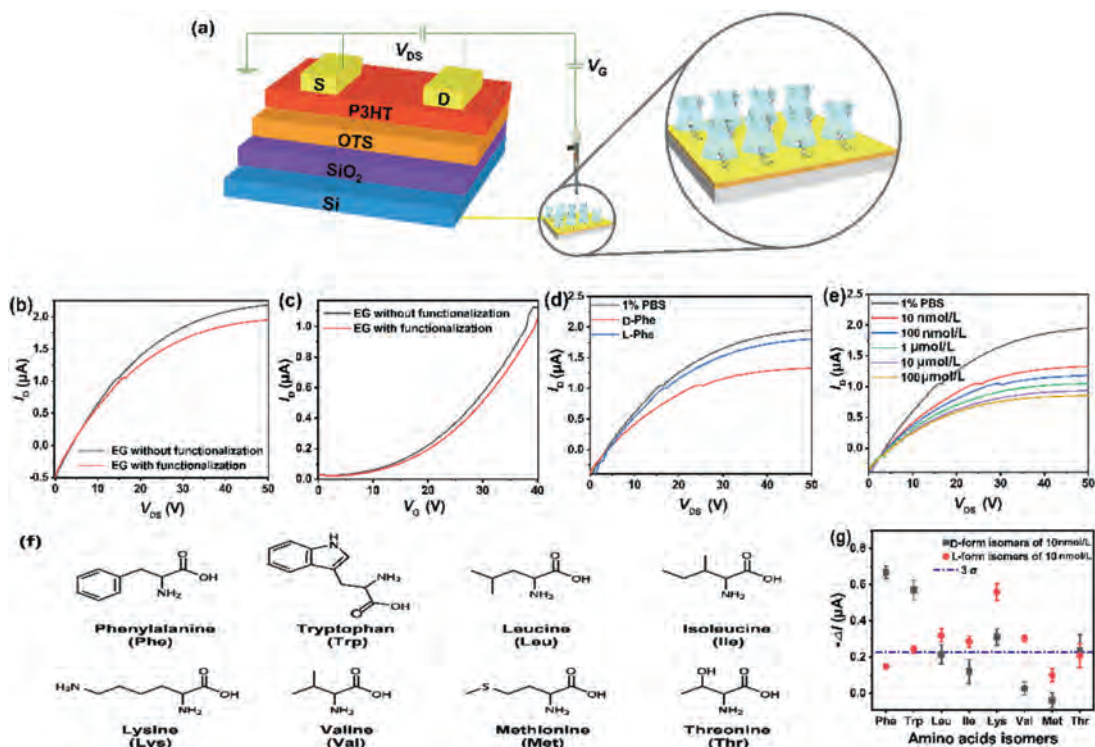 (a)
V_DS
V_G
S
D
P3HT
OTS
SiO2
Si
(b)
2.0
1.5
1.0
0.5
0.0
-0.5
I_D (μA)
EG without functionalization
EG with functionalization
0 10 20 30 40 50
V_DS (V)
(c)
1.0
0.8
0.6
0.4
0.2
0.0
I_D (μA)
EG without functionalization
EG with functionalization
0 10 20 30 40
V_G (V)
(d)
2.5
2.0
1.5
1.0
0.5
0.0
I_D (μA)
1% PBS
D-Phe
L-Phe
0 10 20 30 40 50
V_DS (V)
(e)
2.5
2.0
1.5
1.0
0.5
0.0
I_D (μA)
1% PBS
10 nmol/L
100 nmol/L
1 μmol/L
10 μmol/L
100 μmol/L
0 10 20 30 40 50
V_DS (V)
(f)
O
OH
NH2
Phenylalanine
(Phe)
H
N
NH2
O
OH
Tryptophan
(Trp)
O
OH
NH2
Leucine
(Leu)
O
OH
NH2
Isoleucine
(Ile)
H2N
O
OH
NH2
Lysine
(Lys)
O
OH
NH2
Valine
(Val)
S
O
OH
NH2
Methionine
(Met)
OH
O
OH
NH2
Threonine
(Thr)
(g)
D-form isomers of 10 nmol/L
L-form isomers of 10 nmol/L
3 σ
0.8
0.6
0.4
0.2
0.0
Phe Trp Leu Ile Lys Val Met Thr
Amino acids isomers